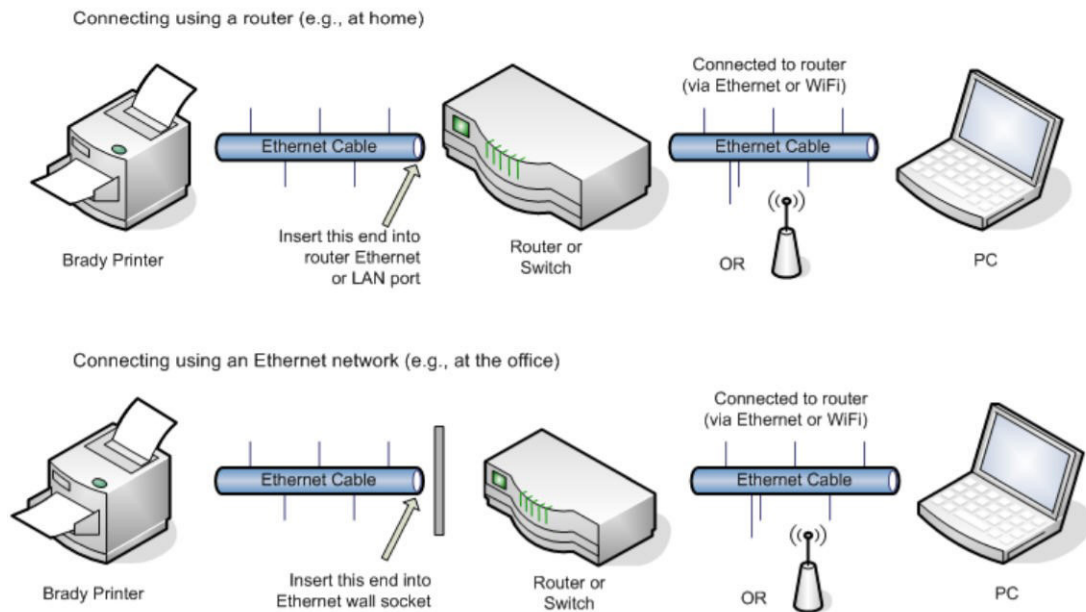 Connecting using a router (e.g., at home)
Connected to router
(via Ethernet or WiFi)
Ethernet Cable
Ethernet Cable
Insert this end into
router Ethernet
or LAN port
Brady Printer
Router or
Switch
OR
PC
Connecting using an Ethernet network (e.g., at the office)
Connected to router
(via Ethernet or WiFi)
Ethernet Cable
Ethernet Cable
Insert this end into
Ethernet wall socket
Brady Printer
Router or
Switch
OR
PC